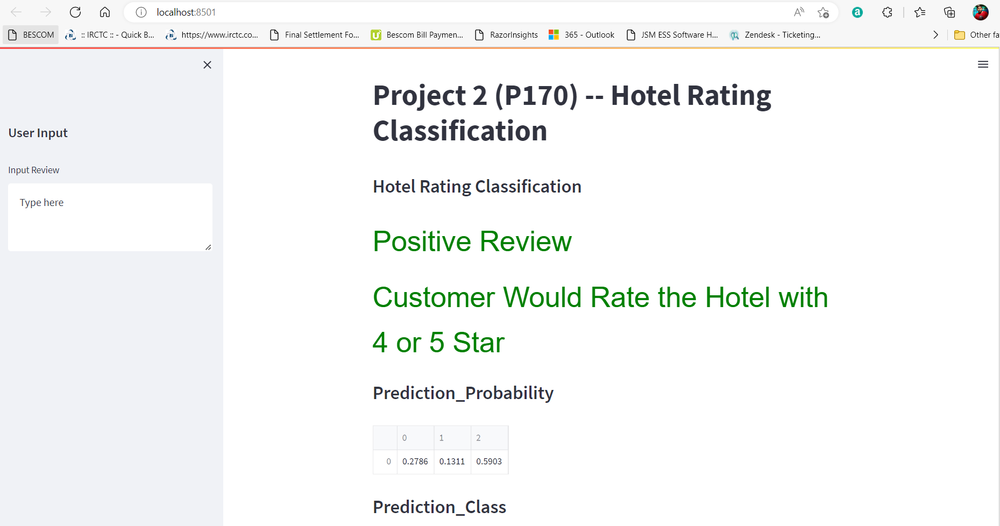 localhost:8501
BESCOM
:: IRCTC :: - Quick B...
https://www.irctc.co...
Final Settlement Fo...
Bescom Bill Paymen...
RazorInsights
365 - Outlook
JSM ESS Software H...
Zendesk - Ticketing...
Other fa
User Input
Input Review
Type here
Project 2 (P170) -- Hotel Rating
Classification
Hotel Rating Classification
Positive Review
Customer Would Rate the Hotel with
4 or 5 Star
Prediction_Probability
0 1 2
0 0.2786 0.1311 0.5903
Prediction_Class